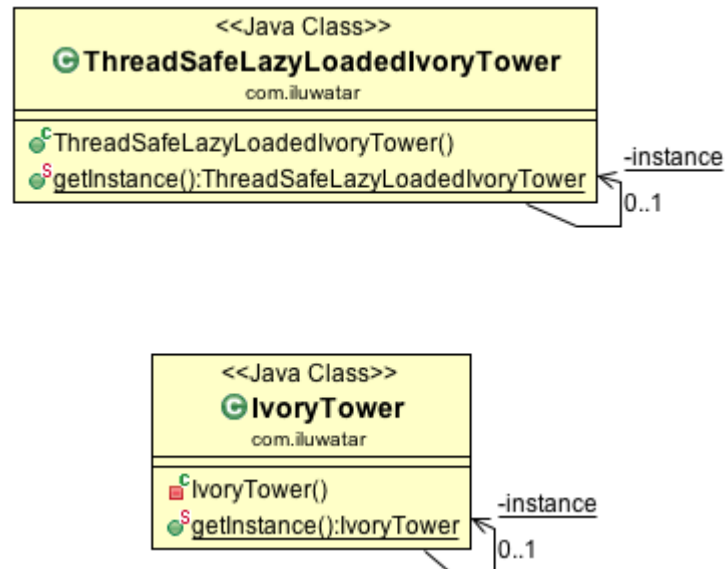 <<Java Class>>
C ThreadSafeLazyLoadedIvoryTower
com.iluwatar
C ThreadSafeLazyLoadedIvoryTower()
S getInstance():ThreadSafeLazyLoadedIvoryTower
-instance
0..1
<<Java Class>>
C IvoryTower
com.iluwatar
C IvoryTower()
S getInstance():IvoryTower
-instance
0..1